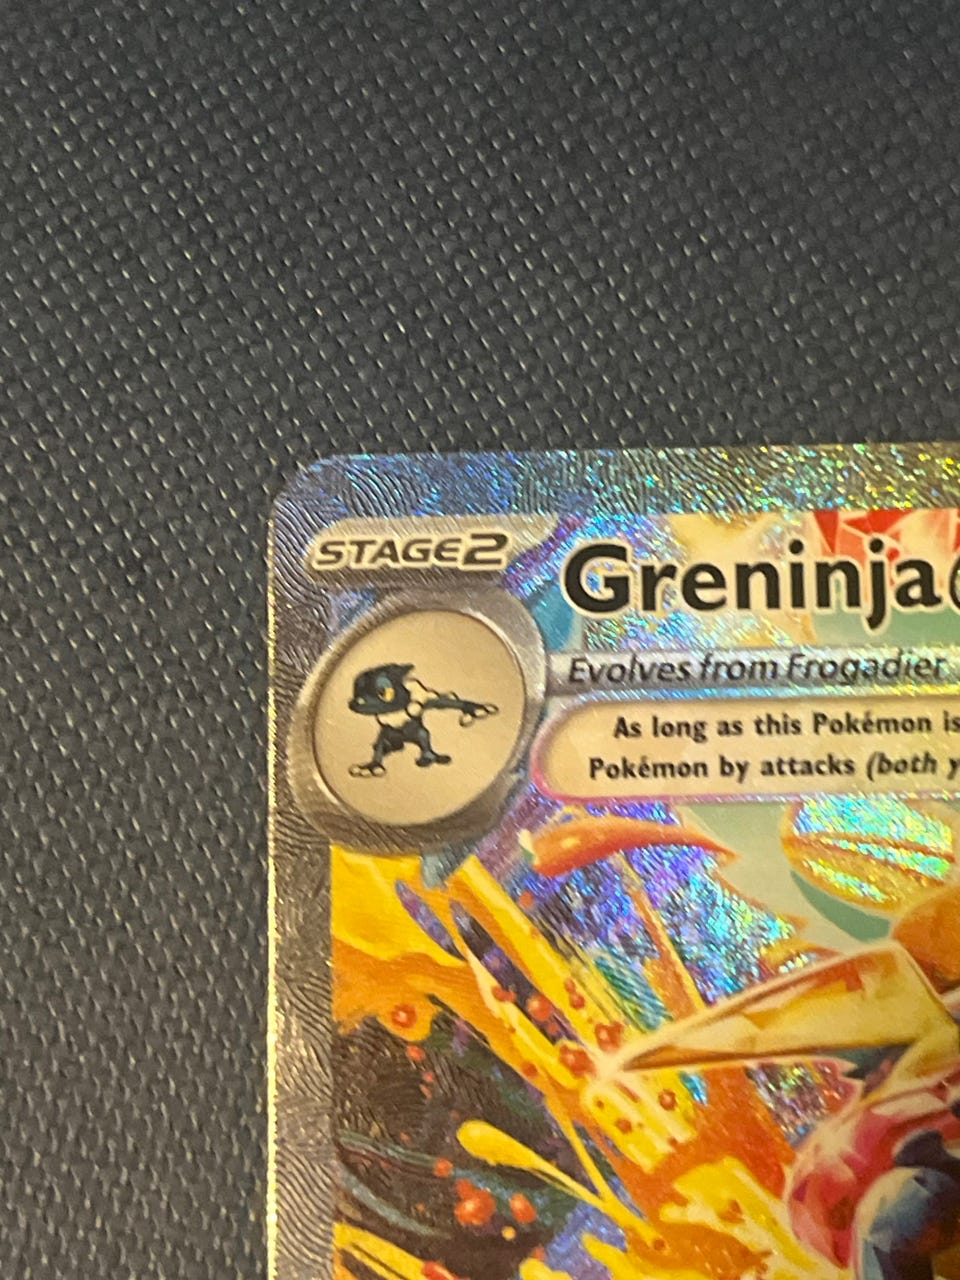 STAGE2
Greninja
Evolves from Frogadier
As long as this Pokémon is
Pokémon by attacks (both y